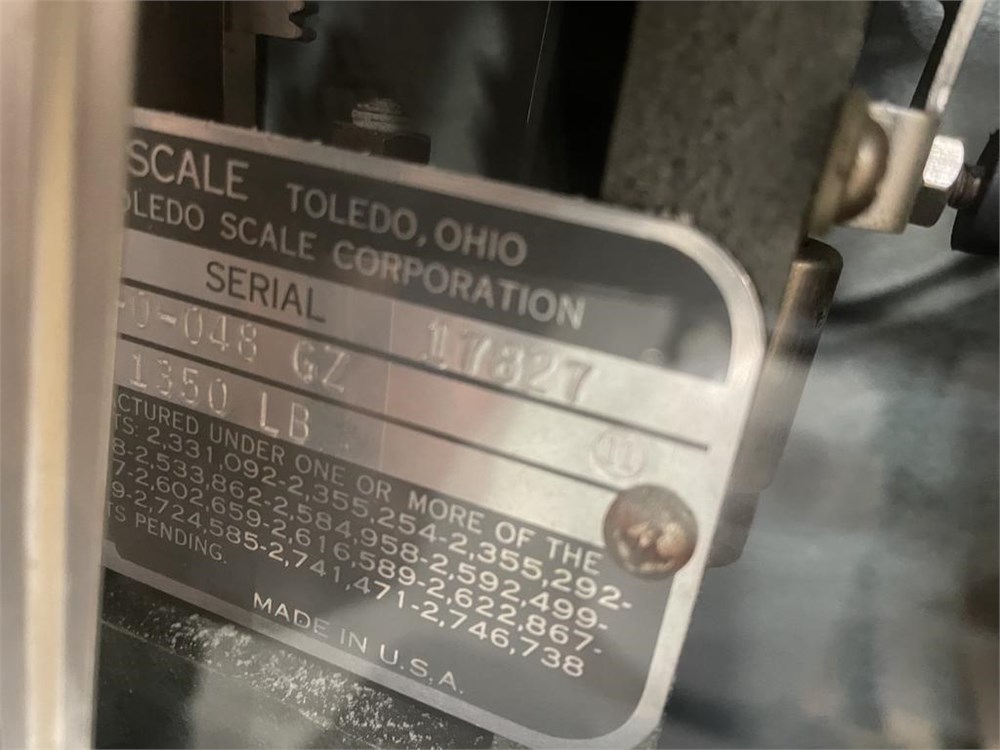 SCALE TOLEDO, OHIO
OLEDO SCALE CORPORATION
SERIAL 17827
-0-048 GZ
1350 LB
11
CTURED UNDER ONE OR MORE OF THE
TS: 2,331,092-2,355,254-2,355,292-
8-2,533,862-2,584,958-2,592,499-
7-2,602,659-2,616,589-2,622,867-
9-2,724,585-2,741,471-2,746,738
TS PENDING.
MADE IN U.S.A.